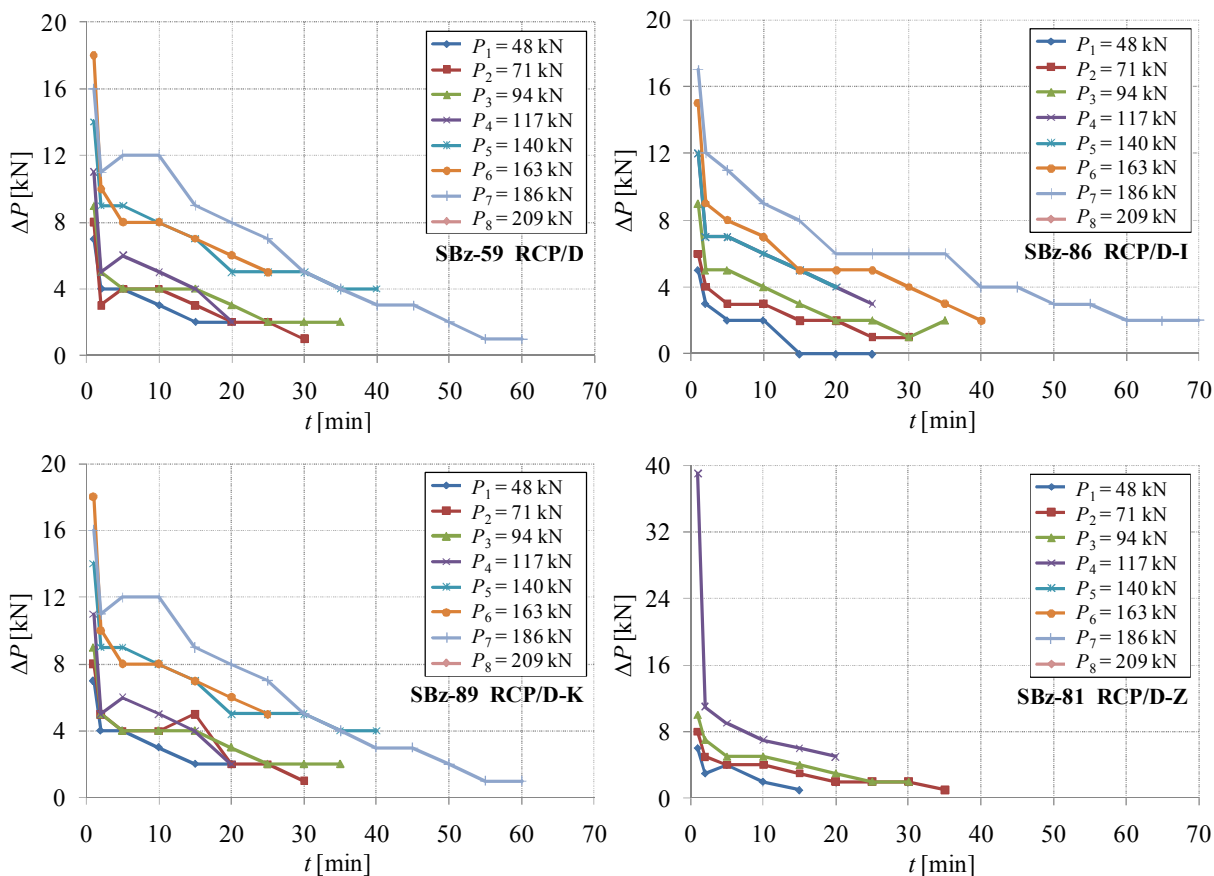 20
16
12
8
4
0
ΔP [kN]
0 10 20 30 40 50 60 70
t [min]
P₁ = 48 kN
P₂ = 71 kN
P₃ = 94 kN
P₄ = 117 kN
P₅ = 140 kN
P₆ = 163 kN
P₇ = 186 kN
P₈ = 209 kN
SBz-59 RCP/D
20
16
12
8
4
0
ΔP [kN]
0 10 20 30 40 50 60 70
t [min]
P₁ = 48 kN
P₂ = 71 kN
P₃ = 94 kN
P₄ = 117 kN
P₅ = 140 kN
P₆ = 163 kN
P₇ = 186 kN
P₈ = 209 kN
SBz-86 RCP/D-I
20
16
12
8
4
0
ΔP [kN]
0 10 20 30 40 50 60 70
t [min]
P₁ = 48 kN
P₂ = 71 kN
P₃ = 94 kN
P₄ = 117 kN
P₅ = 140 kN
P₆ = 163 kN
P₇ = 186 kN
P₈ = 209 kN
SBz-89 RCP/D-K
40
32
24
16
8
0
ΔP [kN]
0 10 20 30 40 50 60 70
t [min]
P₁ = 48 kN
P₂ = 71 kN
P₃ = 94 kN
P₄ = 117 kN
P₅ = 140 kN
P₆ = 163 kN
P₇ = 186 kN
P₈ = 209 kN
SBz-81 RCP/D-Z